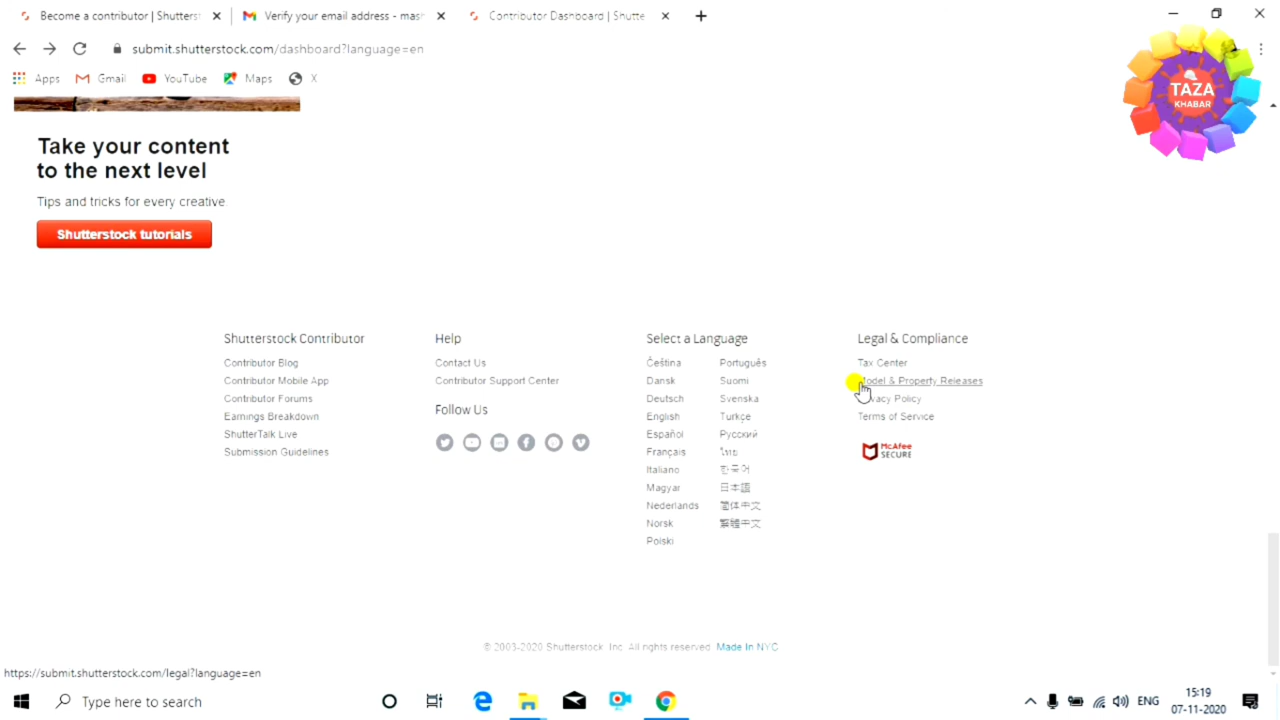 Become a contributor | Shutters
Verify your email address - mas
Contributor Dashboard | Shutte
submit.shutterstock.com/dashboard?language=en
Apps
Gmail
YouTube
Maps
X
TAZA
KHABAR
Take your content
to the next level
Tips and tricks for every creative
Shutterstock tutorials
Shutterstock Contributor
Contributor Blog
Contributor Mobile App
Contributor Forums
Earnings Breakdown
ShutterTalk Live
Submission Guidelines
Help
Contact Us
Contributor Support Center
Follow Us
Select a Language
Čeština
Dansk
Deutsch
English
Español
Français
Italiano
Magyar
Nederlands
Norsk
Polski
Português
Suomi
Svenska
Türkçe
Русский
ไทย
한국어
日本語
简体中文
繁體中文
Legal & Compliance
Tax Center
Model & Property Releases
Privacy Policy
Terms of Service
McAfee
SECURE
© 2003-2020 Shutterstock, Inc. All rights reserved. Made In NYC
https://submit.shutterstock.com/legal?language=en
Type here to search
ENG
15:19
07-11-2020